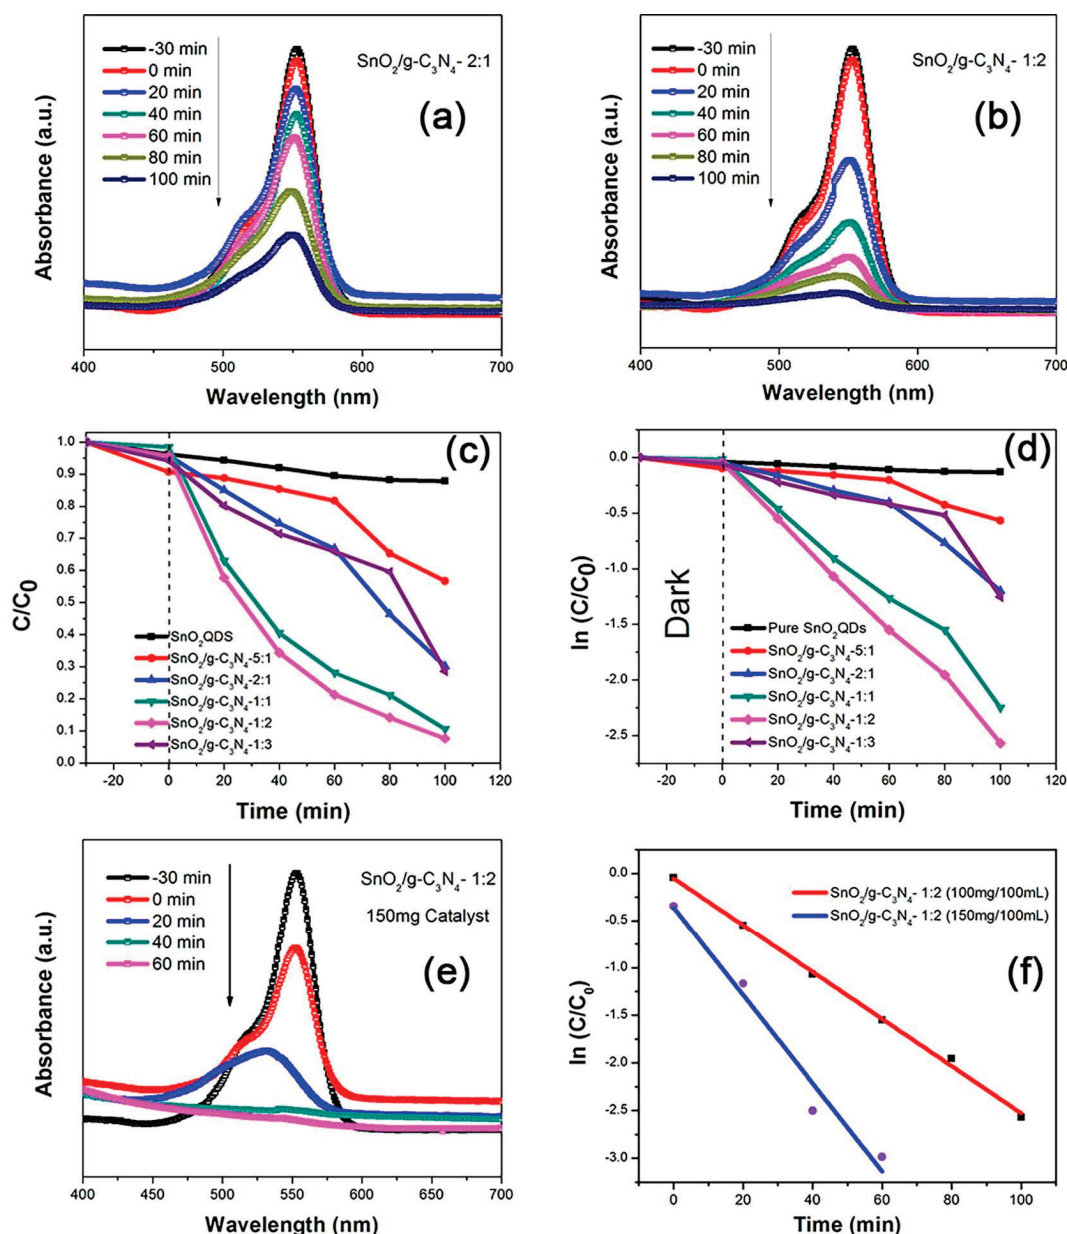 -30 min
0 min
20 min
40 min
60 min
80 min
100 min
SnO₂/g-C₃N₄- 2:1
(a)
Absorbance (a.u.)
400 500 600 700
Wavelength (nm)
-30 min
0 min
20 min
40 min
60 min
80 min
100 min
SnO₂/g-C₃N₄- 1:2
(b)
Absorbance (a.u.)
400 500 600 700
Wavelength (nm)
(c)
1.0
0.9
0.8
0.7
0.6
0.5
0.4
0.3
0.2
0.1
0.0
C/C₀
SnO₂QDS
SnO₂/g-C₃N₄-5:1
SnO₂/g-C₃N₄-2:1
SnO₂/g-C₃N₄-1:1
SnO₂/g-C₃N₄-1:2
SnO₂/g-C₃N₄-1:3
-20 0 20 40 60 80 100 120
Time (min)
(d)
0.0
-0.5
-1.0
-1.5
-2.0
-2.5
ln (C/C₀)
Dark
Pure SnO₂QDs
SnO₂/g-C₃N₄-5:1
SnO₂/g-C₃N₄-2:1
SnO₂/g-C₃N₄-1:1
SnO₂/g-C₃N₄-1:2
SnO₂/g-C₃N₄-1:3
-20 0 20 40 60 80 100 120
Time (min)
-30 min
0 min
20 min
40 min
60 min
SnO₂/g-C₃N₄- 1:2
150mg Catalyst
(e)
Absorbance (a.u.)
400 450 500 550 600 650 700
Wavelength (nm)
0.0
-0.5
-1.0
-1.5
-2.0
-2.5
-3.0
ln (C/C₀)
SnO₂/g-C₃N₄- 1:2 (100mg/100mL)
SnO₂/g-C₃N₄- 1:2 (150mg/100mL)
(f)
0 20 40 60 80 100
Time (min)